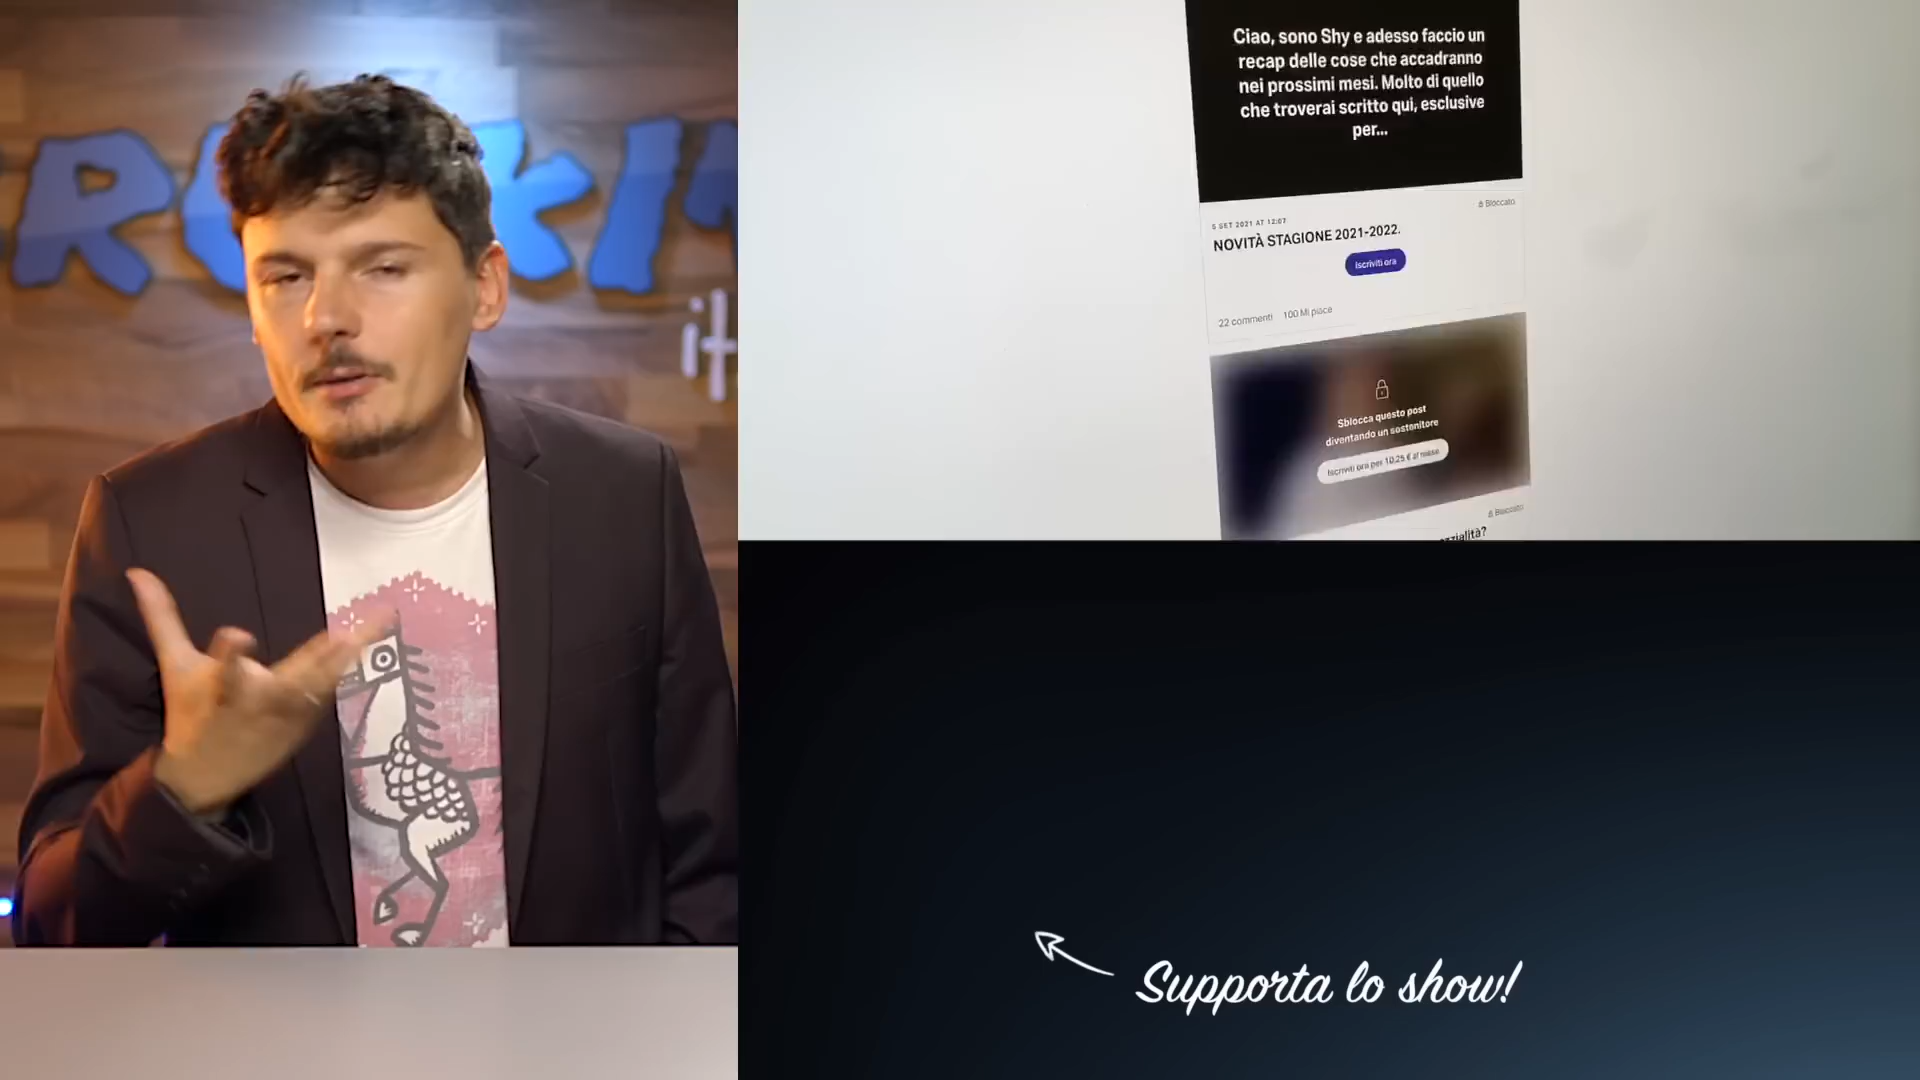 Ciao, sono Shy e adesso faccio un
recap delle cose che accadranno
nei prossimi mesi. Molto di quello
che troverai scritto qui, esclusive
per...
Bloccato
5 SET 2021 AT 12:07
NOVITÀ STAGIONE 2021-2022.
Iscriviti ora
22 commenti 100 Mi piace
Sblocca questo post
diventando un sostenitore
Iscriviti ora per 10,25 € al mese
Bloccato
Supporta lo show!